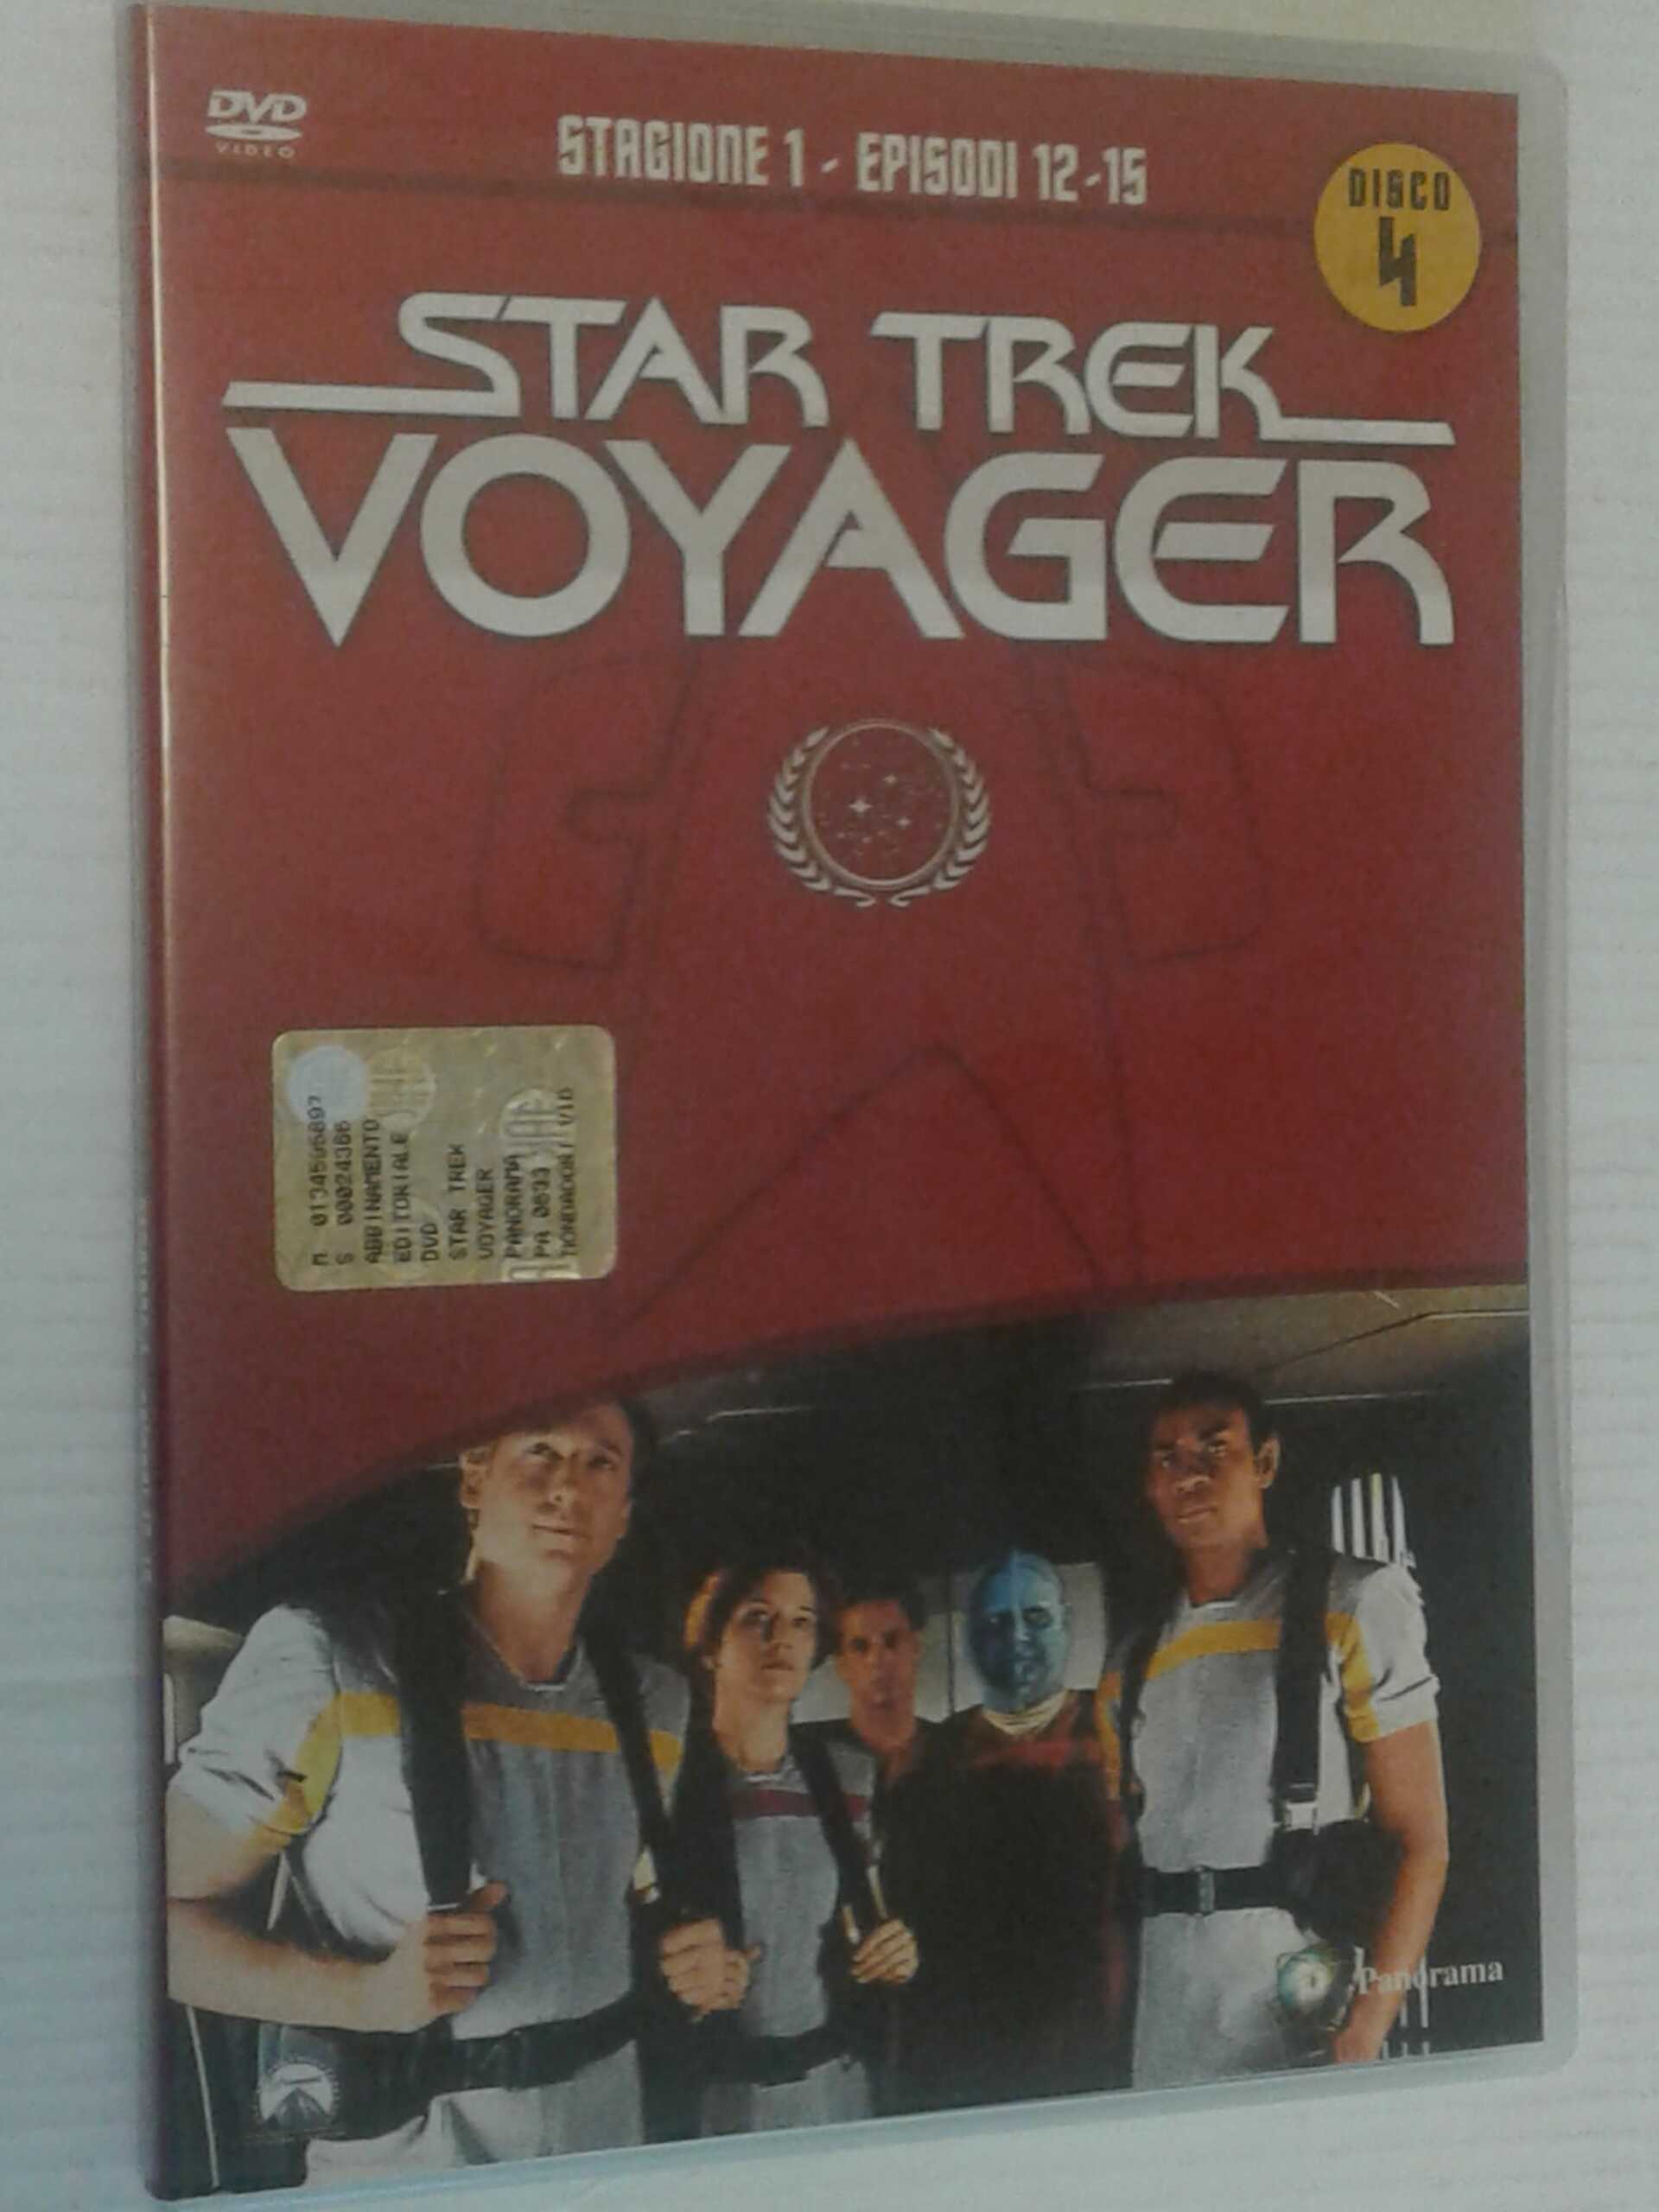 DVD
VIDEO
STAGIONE 1 - EPISODI 12-15
DISCO
4
STAR TREK
VOYAGER
S 00024366
ABBINAMENTO
EDITORIALE
DVD
STAR TREK
VOYAGER
PANORAMA
Panorama